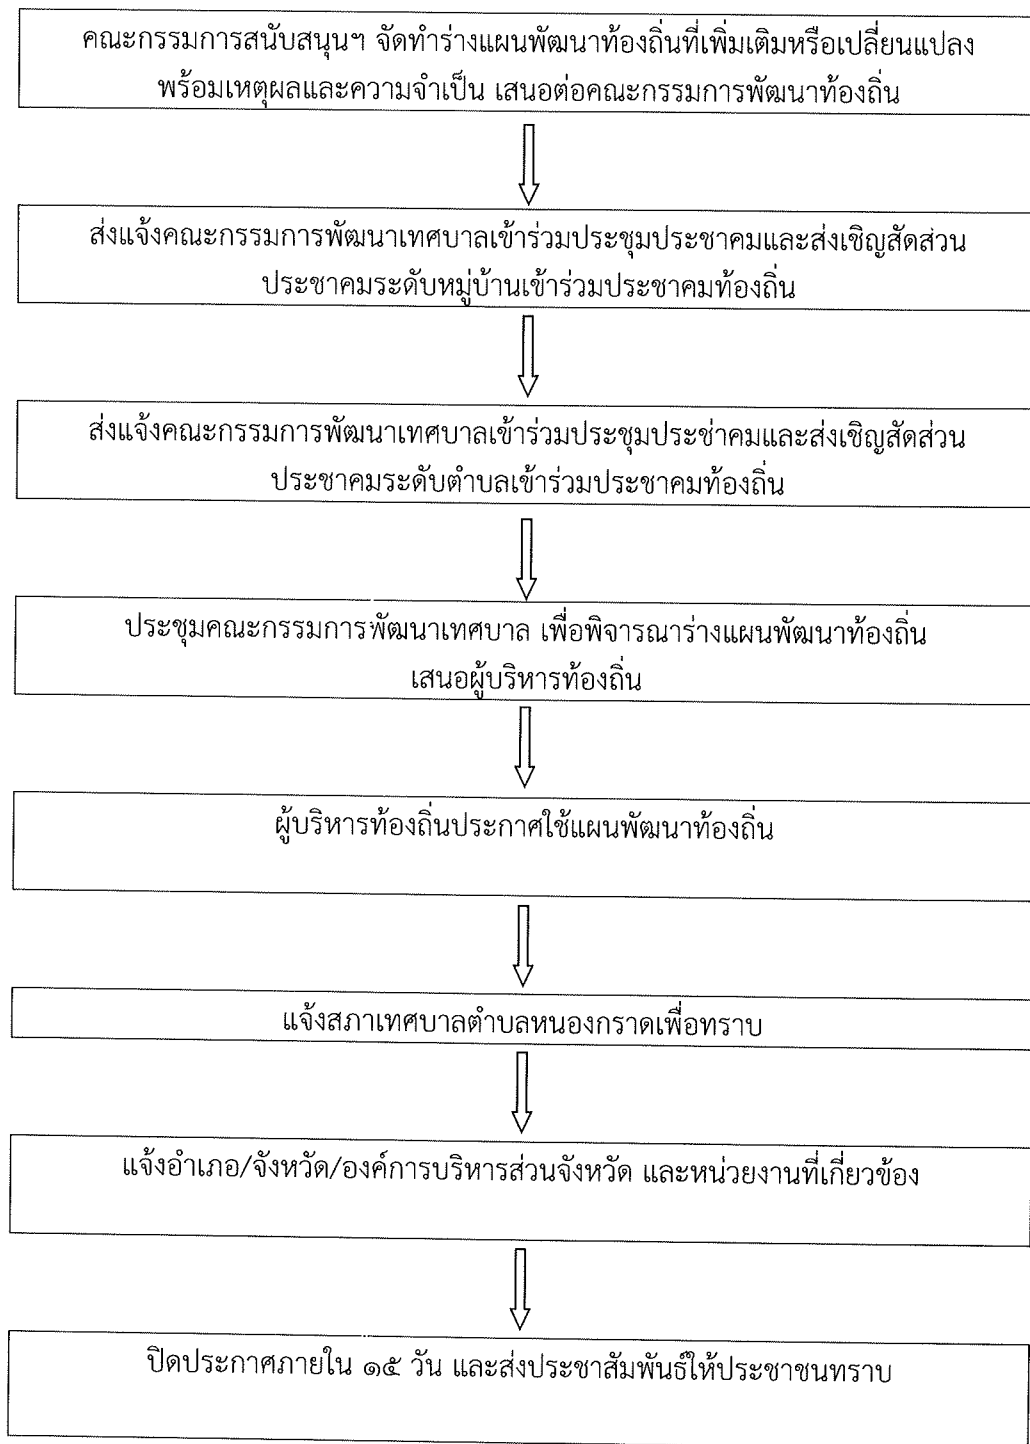 คณะกรรมการสนับสนุนฯ จัดทำร่างแผนพัฒนาท้องถิ่นที่เพิ่มเติมหรือเปลี่ยนแปลง
พร้อมเหตุผลและความจำเป็น เสนอต่อคณะกรรมการพัฒนาท้องถิ่น
ส่งแจ้งคณะกรรมการพัฒนาเทศบาลเข้าร่วมประชุมประชาคมและส่งเชิญสัดส่วน
ประชาคมระดับหมู่บ้านเข้าร่วมประชาคมท้องถิ่น
ส่งแจ้งคณะกรรมการพัฒนาเทศบาลเข้าร่วมประชุมประช่าคมและส่งเชิญสัดส่วน
ประชาคมระดับตำบลเข้าร่วมประชาคมท้องถิ่น
ประชุมคณะกรรมการพัฒนาเทศบาล เพื่อพิจารณาร่างแผนพัฒนาท้องถิ่น
เสนอผู้บริหารท้องถิ่น
ผู้บริหารท้องถิ่นประกาศใช้แผนพัฒนาท้องถิ่น
แจ้งสภาเทศบาลตำบลหนองกราดเพื่อทราบ
แจ้งอำเภอ/จังหวัด/องค์การบริหารส่วนจังหวัด และหน่วยงานที่เกี่ยวข้อง
ปิดประกาศภายใน ๑๕ วัน และส่งประชาสัมพันธ์ให้ประชาชนทราบ